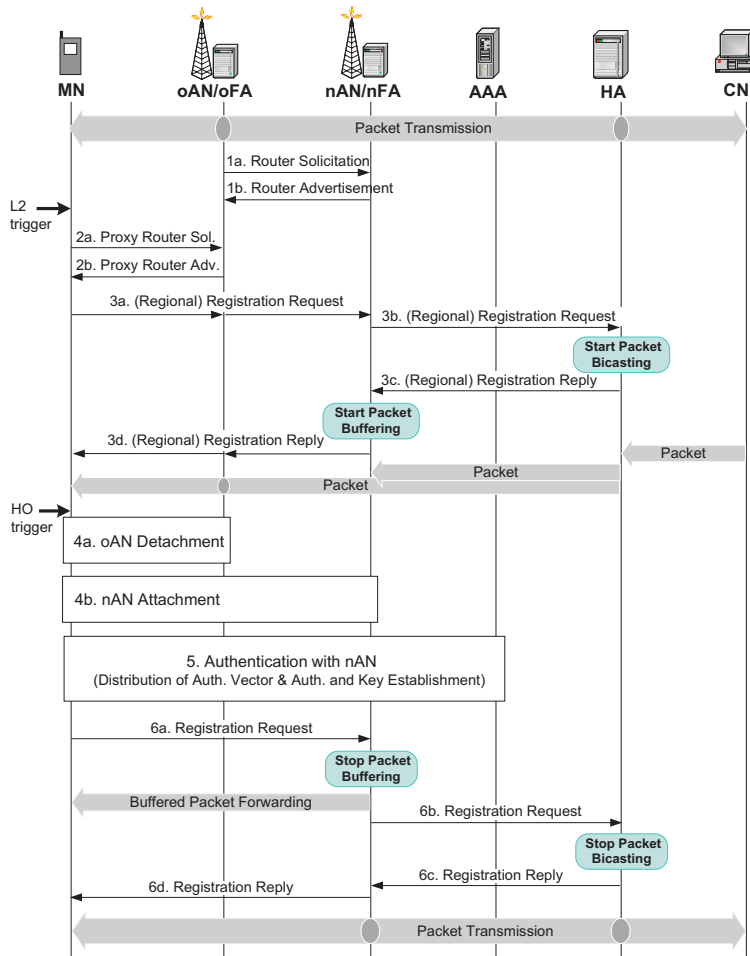 MN
oAN/oFA
nAN/nFA
AAA
HA
CN
Packet Transmission
1a. Router Solicitation
1b. Router Advertisement
L2
trigger
2a. Proxy Router Sol.
2b. Proxy Router Adv.
3a. (Regional) Registration Request
3b. (Regional) Registration Request
Start Packet
Bicasting
3c. (Regional) Registration Reply
Start Packet
Buffering
3d. (Regional) Registration Reply
Packet
Packet
Packet
HO
trigger
4a. oAN Detachment
4b. nAN Attachment
5. Authentication with nAN
(Distribution of Auth. Vector & Auth. and Key Establishment)
6a. Registration Request
Stop Packet
Buffering
Buffered Packet Forwarding
6b. Registration Request
Stop Packet
Bicasting
6c. Registration Reply
6d. Registration Reply
Packet Transmission